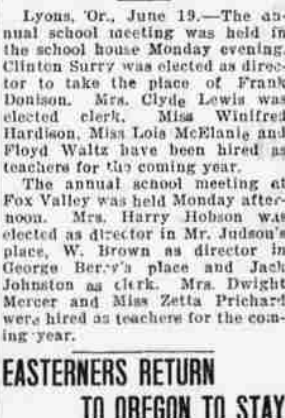 Lyons, Or., June 19.—The an-
nual school meeting was held in
the school house Monday evening.
Clinton Surry was elected as direc-
tor to take the place of Frank
Donison. Mrs. Clyde Lewis was
elected clerk. Miss Winifred
Hardison, Miss Lois McElanie and
Floyd Waltz have been hired as
teachers for the coming year.
The annual school meeting at
Fox Valley was held Monday after-
noon. Mrs. Harry Hobson was
elected as director in Mr. Judson's
place, W. Brown as director in
George Berry's place and Jack
Johnston as clerk. Mrs. Dwight
Mercer and Miss Zetta Prichard
were hired as teachers for the com-
ing year.
EASTERNERS RETURN
TO OREGON TO STAY